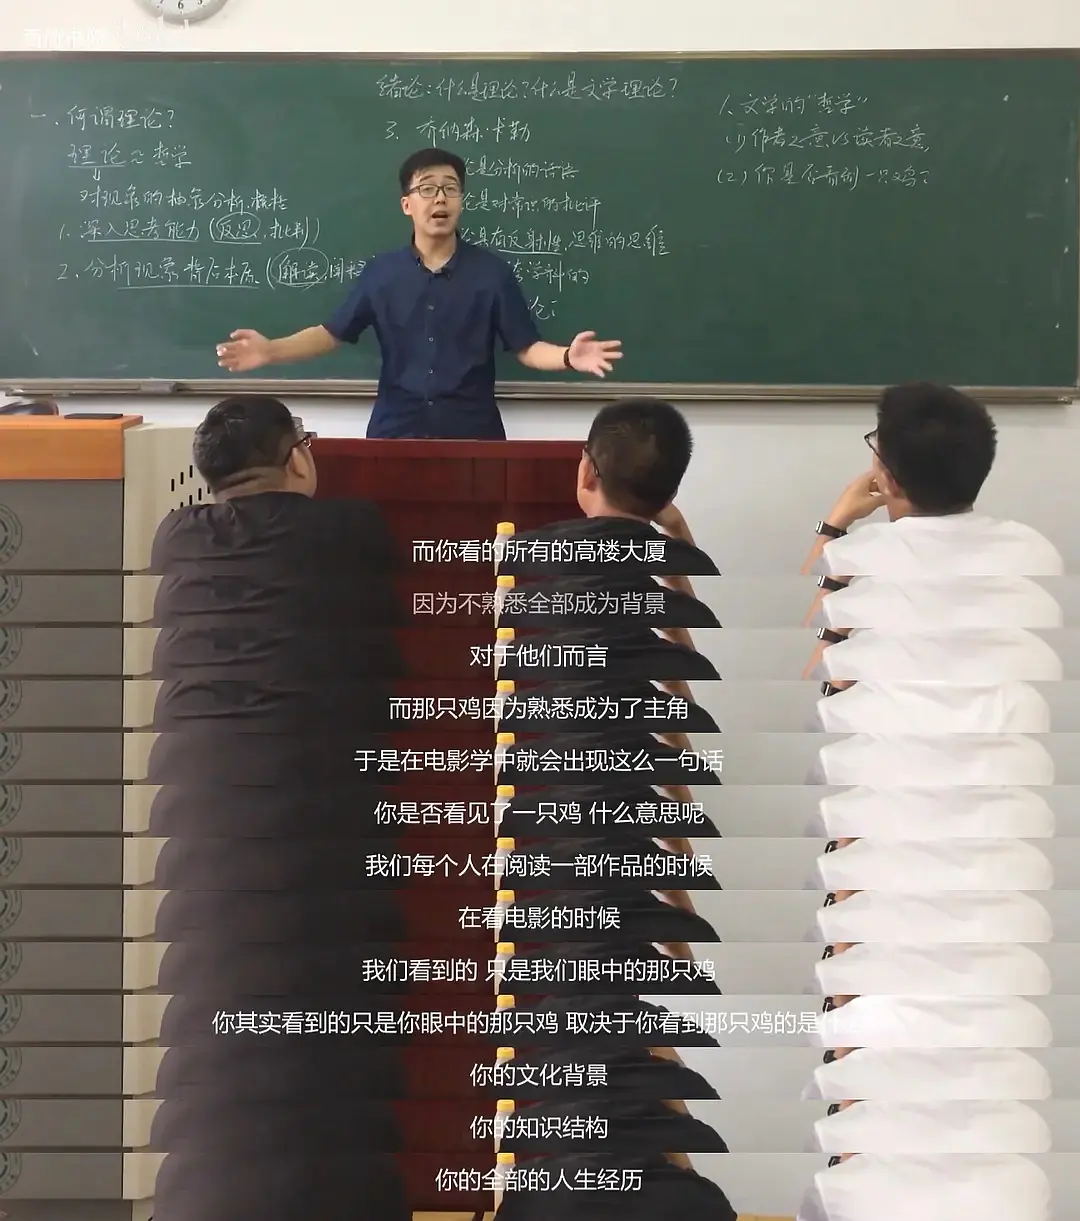 绪论:什么是理论?什么是文学理论?
一、何谓理论?
理论≈哲学
对现象的抽象/分析、概括
1. 深入思考能力(反思、批判)
2. 分析现象背后本质(解读、
3. 乔纳森·卡勒
论是分析的话语
论是对常识的批评
论具有反射性,思维的思维
跨学科的
论:
1、文学的“哲学”
(1)作者之意 VS 读者之意
(2)你是否看到一只鸡?
而你看的所有的高楼大厦
因为不熟悉全部成为背景
对于他们而言
而那只鸡因为熟悉成为了主角
于是在电影学中就会出现这么一句话
你是否看见了一只鸡 什么意思呢
我们每个人在阅读一部作品的时候
在看电影的时候
我们看到的 只是我们眼中的那只鸡
你其实看到的只是你眼中的那只鸡 取决于你看到那只鸡的是什
你的文化背景
你的知识结构
你的全部的人生经历